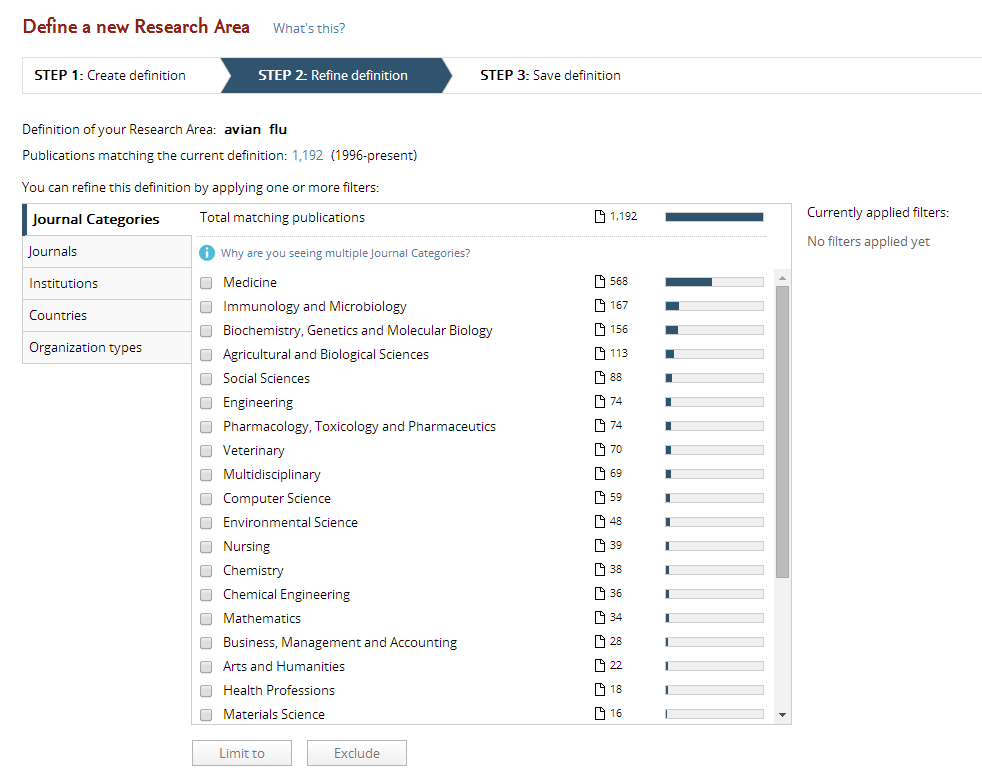 Define a new Research Area What's this?
STEP 1: Create definition STEP 2: Refine definition STEP 3: Save definition
Definition of your Research Area: avian flu
Publications matching the current definition: 1,192 (1996-present)
You can refine this definition by applying one or more filters:
Journal Categories
Journals
Institutions
Countries
Organization types
Total matching publications 1,192
Why are you seeing multiple Journal Categories?
Medicine 568
Immunology and Microbiology 167
Biochemistry, Genetics and Molecular Biology 156
Agricultural and Biological Sciences 113
Social Sciences 88
Engineering 74
Pharmacology, Toxicology and Pharmaceutics 74
Veterinary 70
Multidisciplinary 69
Computer Science 59
Environmental Science 48
Nursing 39
Chemistry 38
Chemical Engineering 36
Mathematics 34
Business, Management and Accounting 28
Arts and Humanities 22
Health Professions 18
Materials Science 16
Currently applied filters:
No filters applied yet
Limit to Exclude